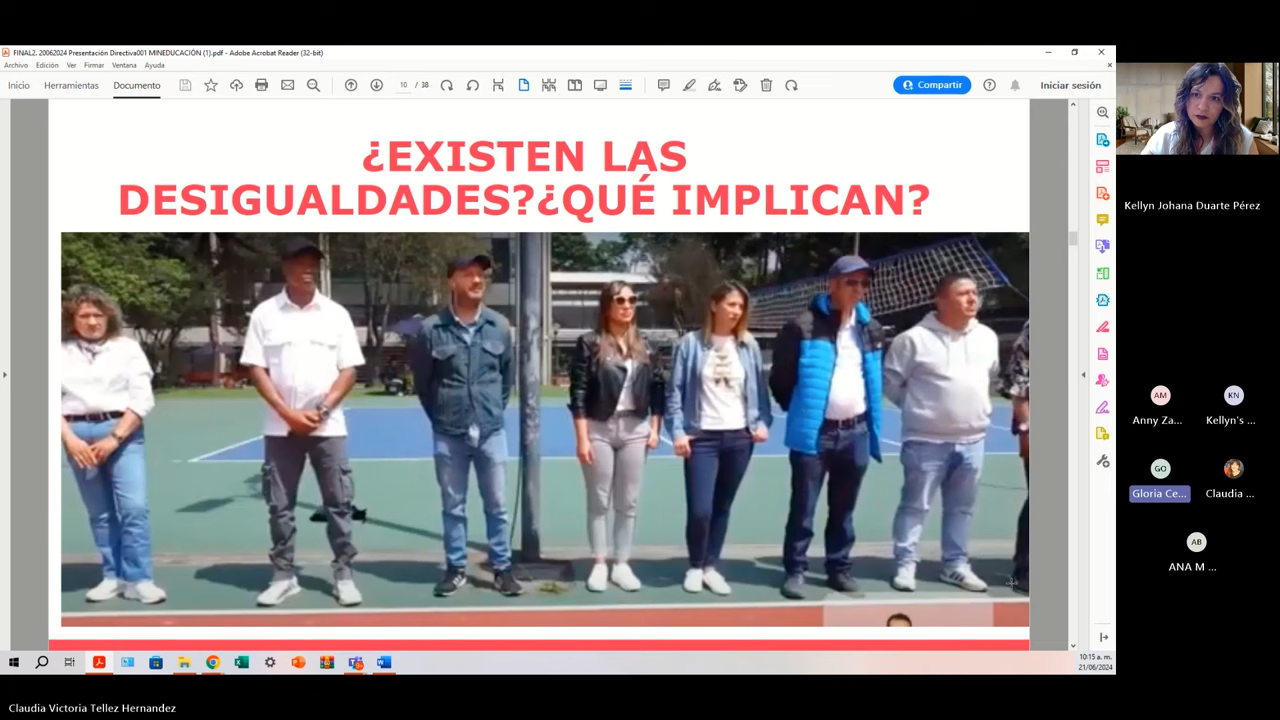 FINAL2. 20062024 Presentación Directiva001 MINEDUCACIÓN (1).pdf - Adobe Acrobat Reader (32-bit)
Archivo Edición Ver Firmar Ventana Ayuda
Inicio Herramientas Documento 10 / 38 Compartir Iniciar sesión
¿EXISTEN LAS
DESIGUALDADES?¿QUÉ IMPLICAN?
Kellyn Johana Duarte Pérez
AM
Anny Za...
KN
Kellyn's ...
GO
Gloria Ce...
Claudia ...
AB
ANA M ...
10:15 a. m.
21/06/2024
Claudia Victoria Tellez Hernandez